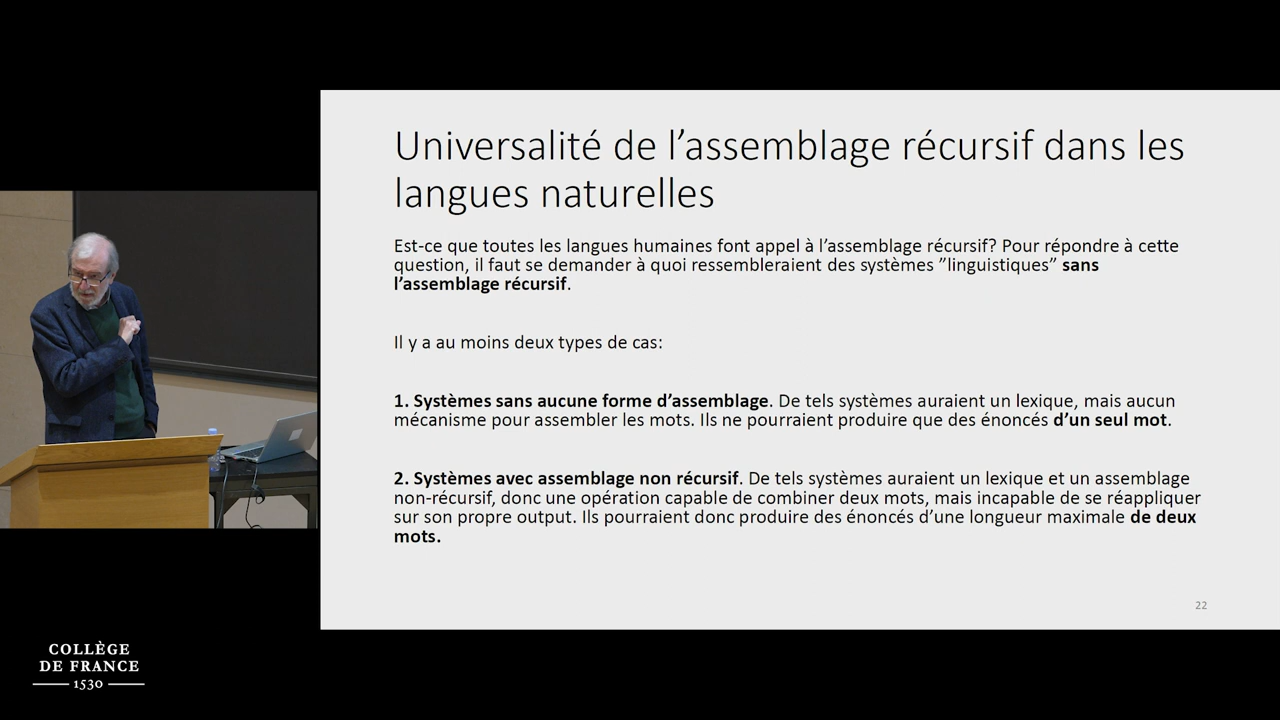 Universalité de l’assemblage récursif dans les
langues naturelles
Est-ce que toutes les langues humaines font appel à l’assemblage récursif? Pour répondre à cette
question, il faut se demander à quoi ressembleraient des systèmes ”linguistiques” sans
l’assemblage récursif.
Il y a au moins deux types de cas:
1. Systèmes sans aucune forme d’assemblage. De tels systèmes auraient un lexique, mais aucun
mécanisme pour assembler les mots. Ils ne pourraient produire que des énoncés d’un seul mot.
2. Systèmes avec assemblage non récursif. De tels systèmes auraient un lexique et un assemblage
non-récursif, donc une opération capable de combiner deux mots, mais incapable de se réappliquer
sur son propre output. Ils pourraient donc produire des énoncés d’une longueur maximale de deux
mots.
22
COLLÈGE
DE FRANCE
1530